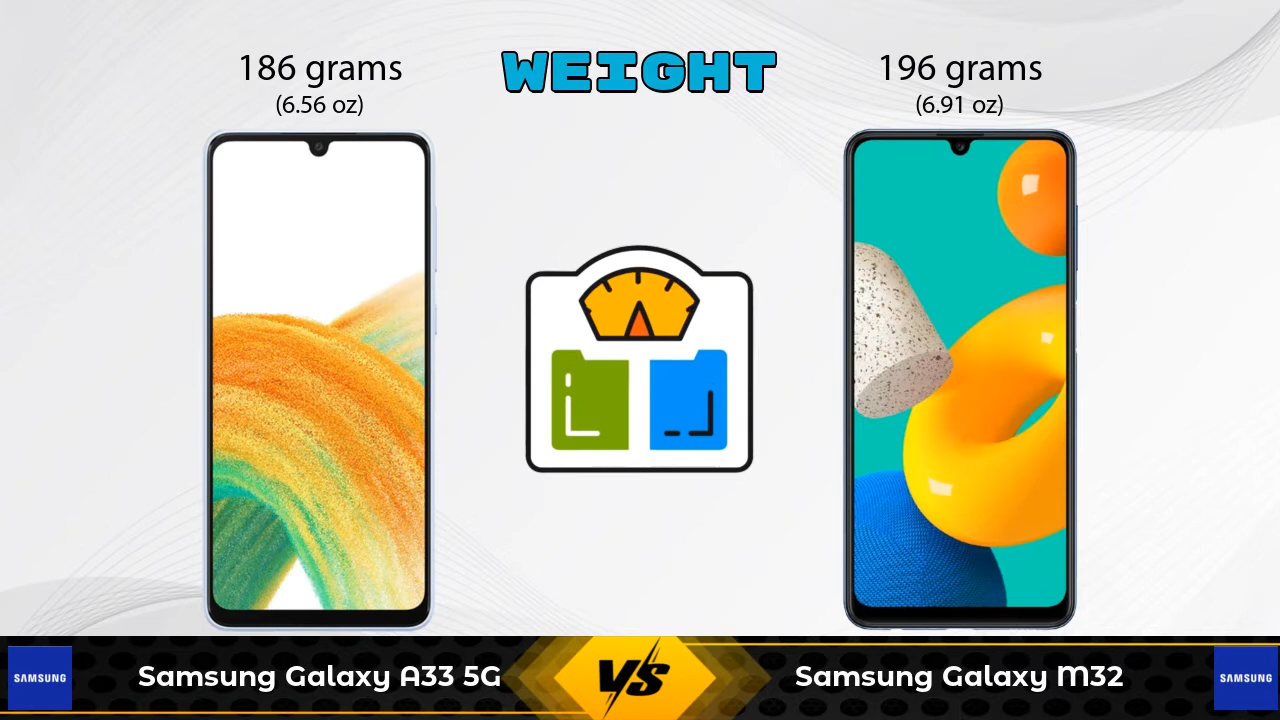 186 grams
(6.56 oz)
WEIGHT
196 grams
(6.91 oz)
SAMSUNG
Samsung Galaxy A33 5G
VS
Samsung Galaxy M32
SAMSUNG